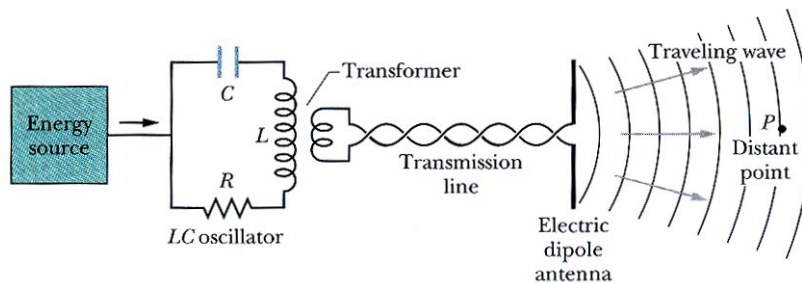 Energy
source
C
L
R
LC oscillator
Transformer
Transmission
line
Electric
dipole
antenna
Traveling wave
P
Distant
point